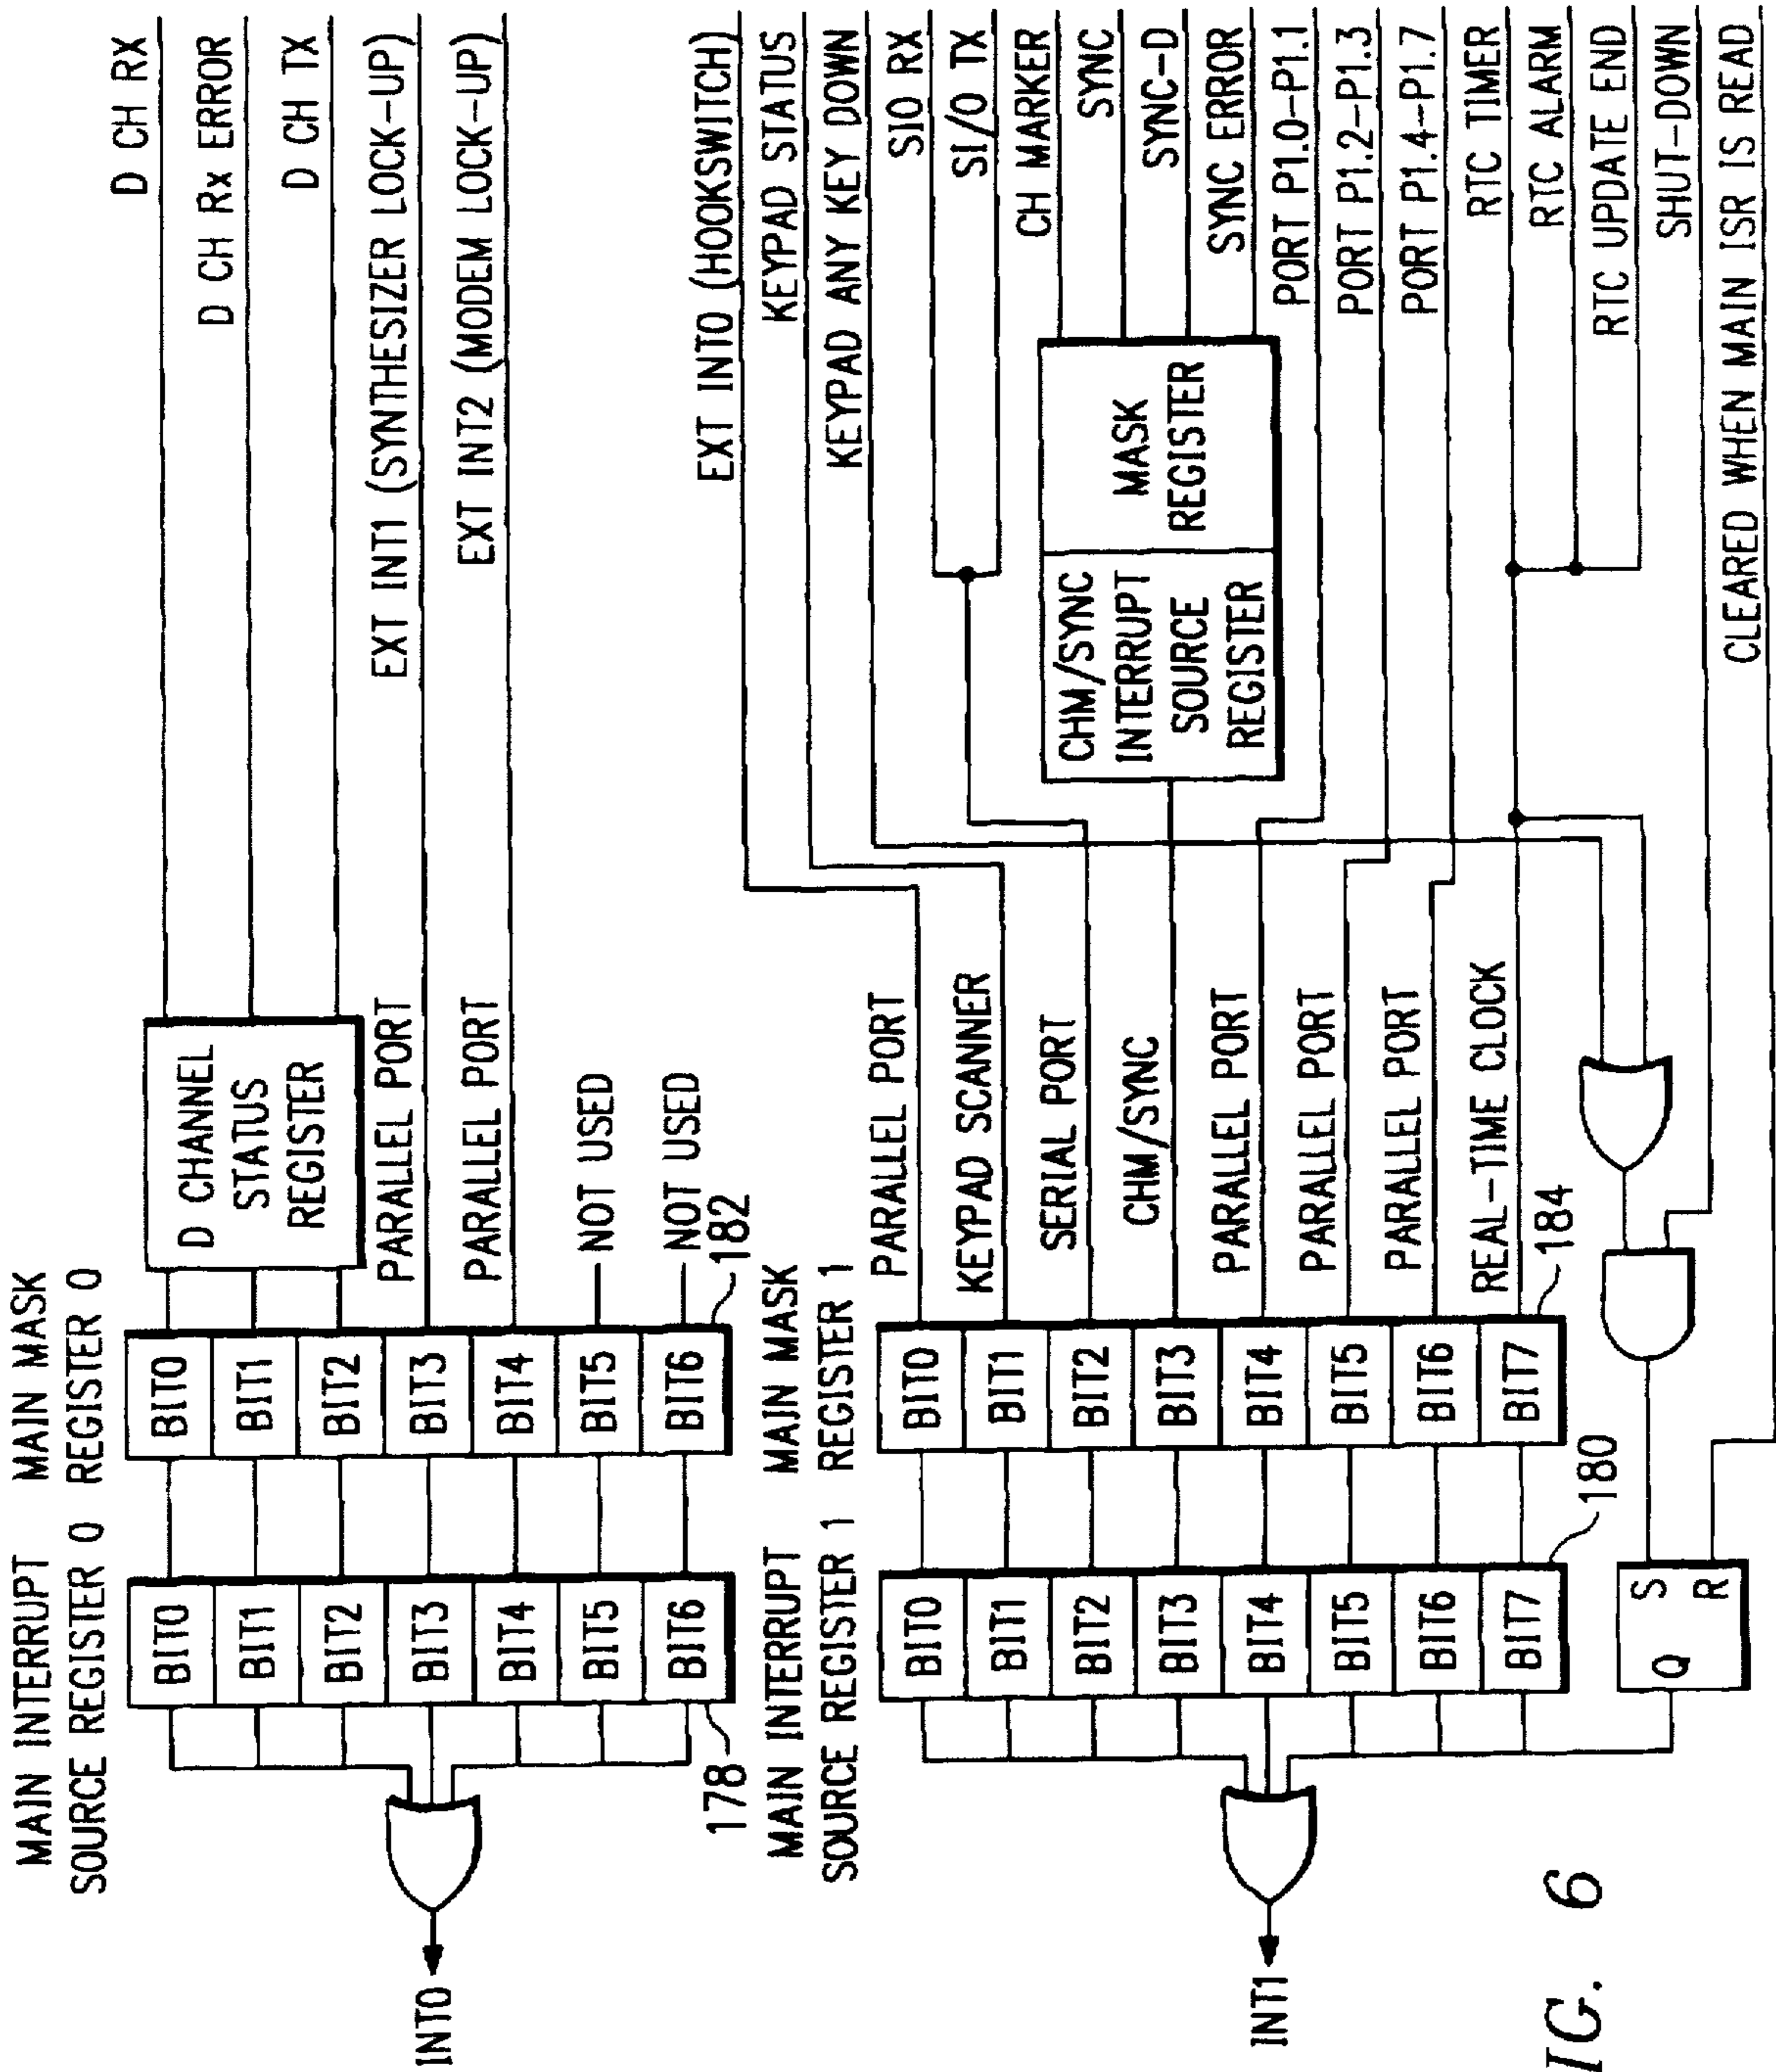 MAIN INTERRUPT
SOURCE REGISTER 0
MAIN MASK
REGISTER 0
BIT0
BIT1
BIT2
BIT3
BIT4
BIT5
BIT6
178
BIT0
BIT1
BIT2
BIT3
BIT4
BIT5
BIT6
182
INT0
D CHANNEL
STATUS
REGISTER
PARALLEL PORT
PARALLEL PORT
NOT USED
NOT USED
D CH RX
D CH Rx ERROR
D CH TX
EXT INT1 (SYNTHESIZER LOCK-UP)
EXT INT2 (MODEM LOCK-UP)
MAIN INTERRUPT
SOURCE REGISTER 1
MAIN MASK
REGISTER 1
BIT0
BIT1
BIT2
BIT3
BIT4
BIT5
BIT6
BIT7
180
BIT0
BIT1
BIT2
BIT3
BIT4
BIT5
BIT6
BIT7
184
INT1
PARALLEL PORT
KEYPAD SCANNER
SERIAL PORT
CHM/SYNC
PARALLEL PORT
PARALLEL PORT
PARALLEL PORT
REAL-TIME CLOCK
CHM/SYNC
INTERRUPT
SOURCE
REGISTER
MASK
REGISTER
EXT INT0 (HOOKSWITCH)
KEYPAD STATUS
KEYPAD ANY KEY DOWN
SIO RX
SI/O TX
CH MARKER
SYNC
SYNC-D
SYNC ERROR
PORT P1.0-P1.1
PORT P1.2-P1.3
PORT P1.4-P1.7
RTC TIMER
RTC ALARM
RTC UPDATE END
SHUT-DOWN
CLEARED WHEN MAIN ISR IS READ
Q
S
R
IG. 6